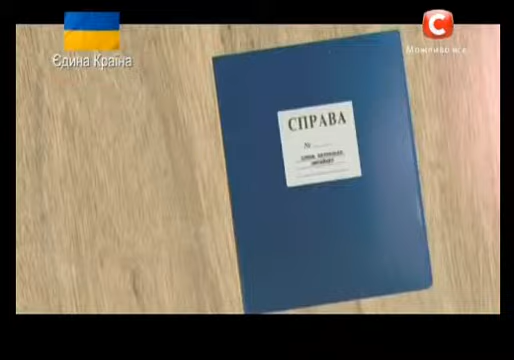 Єдина Країна
С
Можливо все
СПРАВА
№